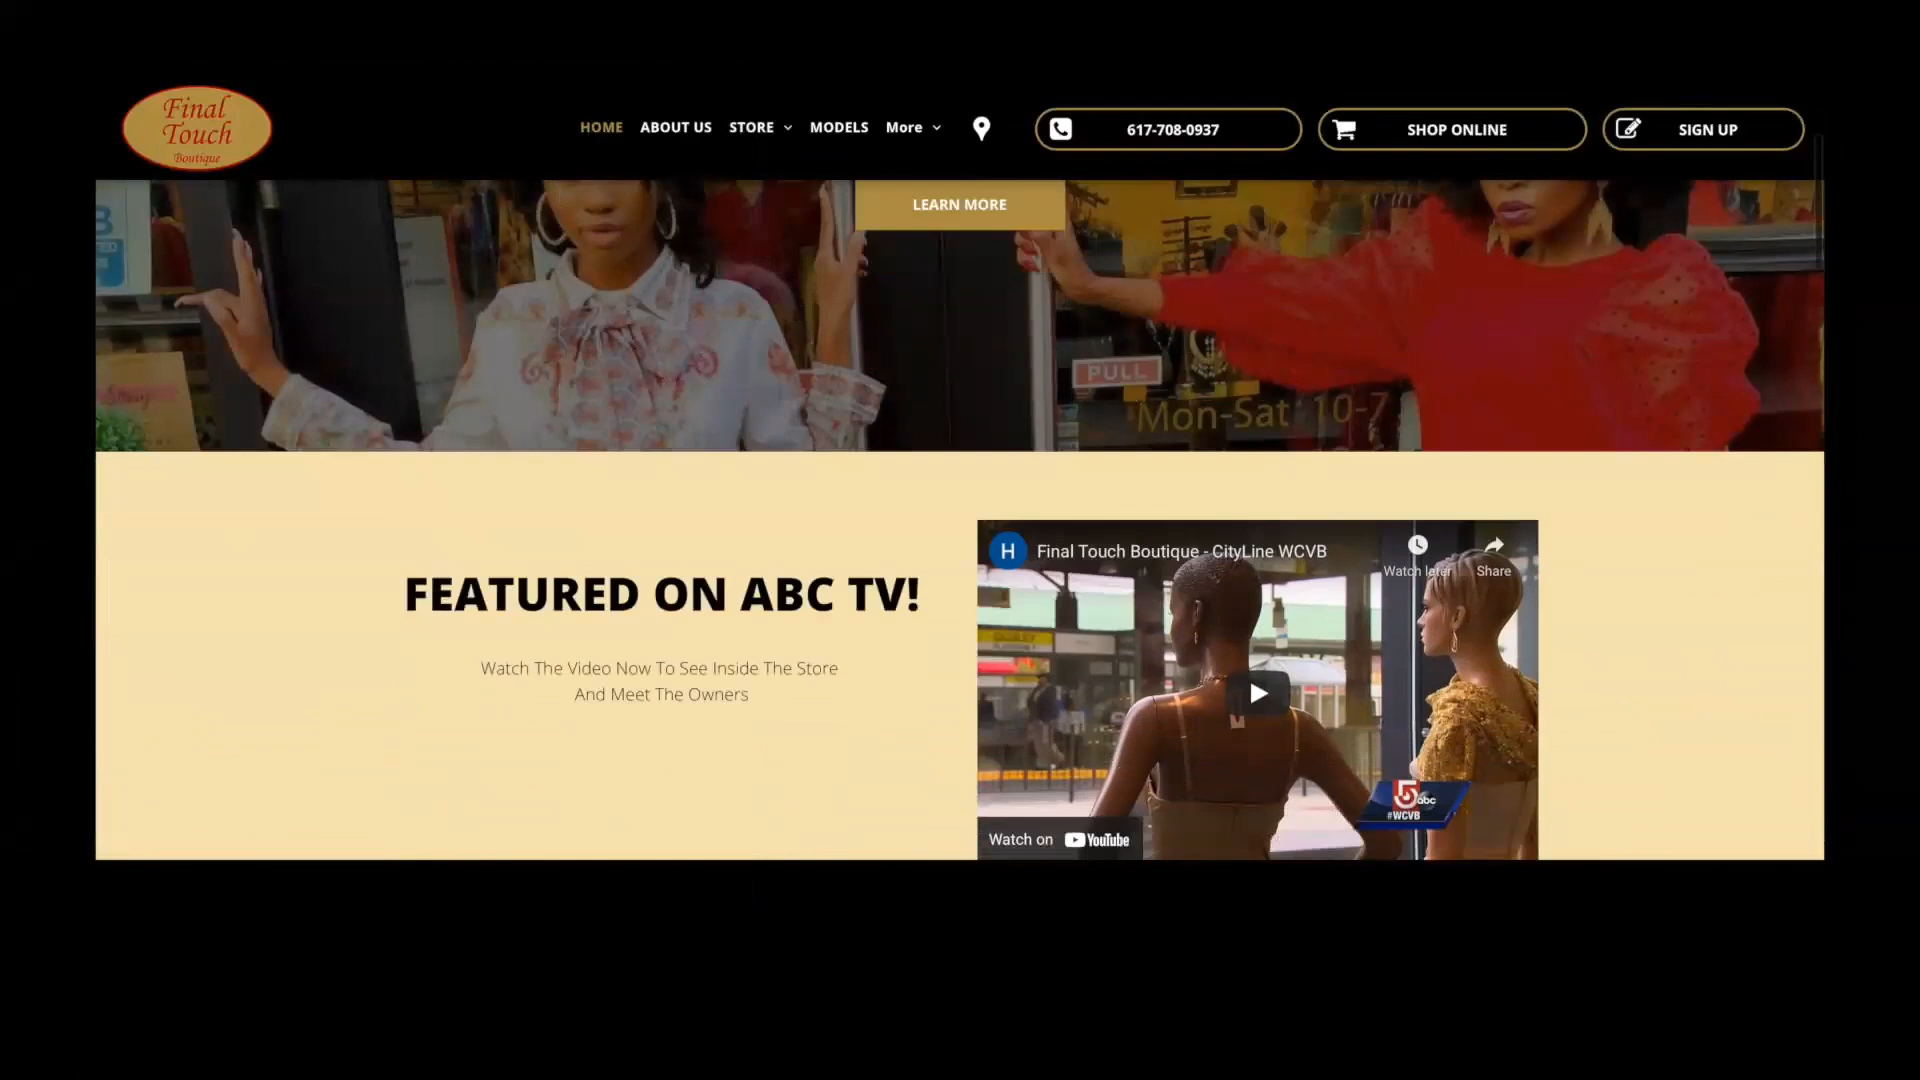 Final
Touch
Boutique
HOME
ABOUT US
STORE
MODELS
More
617-708-0937
SHOP ONLINE
SIGN UP
LEARN MORE
PULL
Mon-Sat 10-7
H
Final Touch Boutique - CityLine WCVB
Watch later
Share
FEATURED ON ABC TV!
Watch The Video Now To See Inside The Store
And Meet The Owners
5 abc
#WCVB
Watch on YouTube